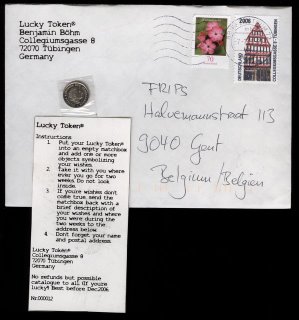 Lucky Token®
Benjamin Böhm
Collegiumsgasse 8
72070 Tübingen
Germany
70
2006
FRIPS
Halvemaanstraat 113
9040 Gent
Belgium/Belgien
Lucky Token®
Instructions
1. Put your Lucky Token®
into an empty matchbox
and add one or more
objects symbolizing
your wishes.
2. Take it with you where
ever you go for two
weeks. Do not look
inside.
3. If youre wishes dont
come true send the
matchbox back with a
brief description of
your wishes and where
you were during the
two weeks to the
address below.
4. Dont forget your name
and postal address.
Lucky Token®
Collegiumsgasse 8
72070 Tübingen
Germany
No refunds but possible
catalogue to all (if you're
lucky) Best before Dec.2006
Nr.000012